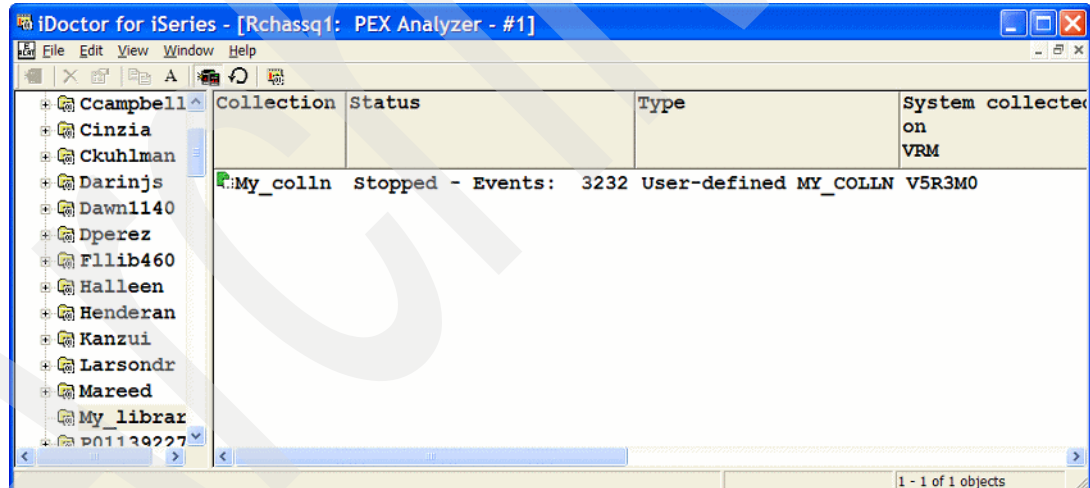 iDoctor for iSeries - [Rchassq1: PEX Analyzer - #1]
File Edit View Window Help
A
Collection Status Type System collected on VRM
Ccampbell
Cinzia
Ckuhlman
Darinjs
Dawn1140
Dperez
Fllib460
Halleen
Henderan
Kanzui
Larsondr
Mareed
My_librar
P01139227
My_colln Stopped - Events: 3232 User-defined MY_COLLN V5R3M0
1 - 1 of 1 objects